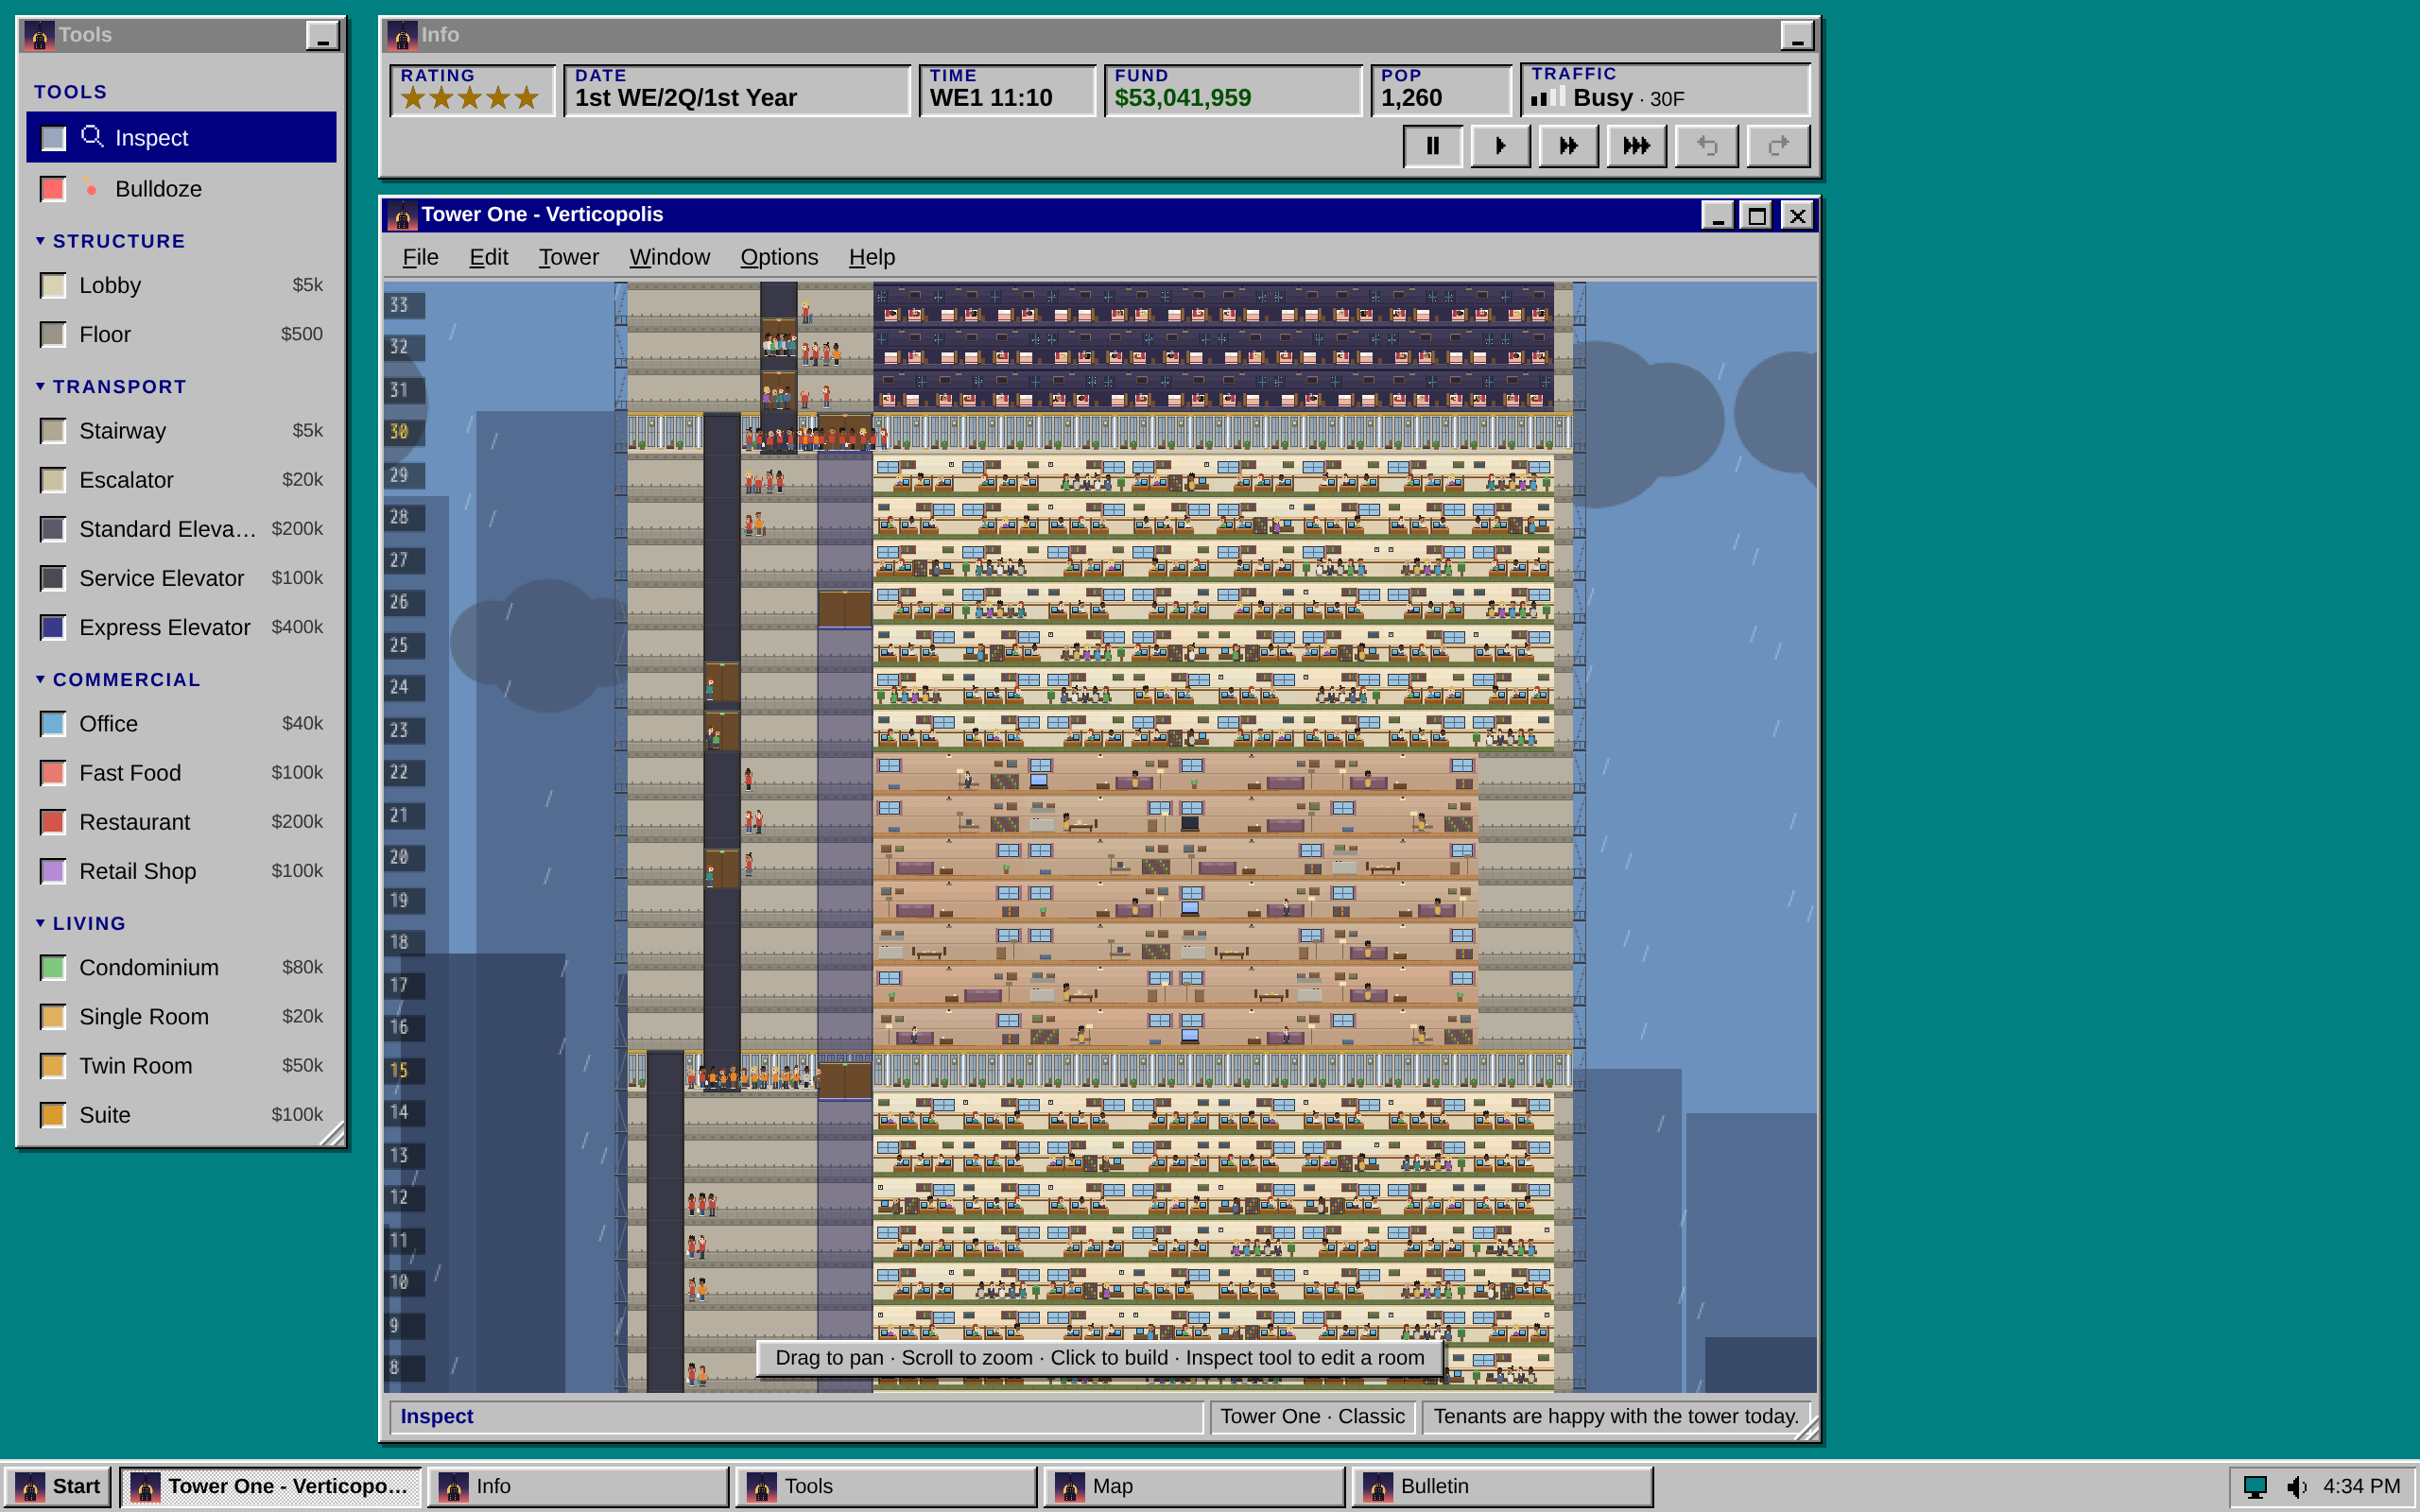 Tools
TOOLS
Inspect
Bulldoze
STRUCTURE
Lobby $5k
Floor $500
TRANSPORT
Stairway $5k
Escalator $20k
Standard Eleva… $200k
Service Elevator $100k
Express Elevator $400k
COMMERCIAL
Office $40k
Fast Food $100k
Restaurant $200k
Retail Shop $100k
LIVING
Condominium $80k
Single Room $20k
Twin Room $50k
Suite $100k
Info
RATING DATE TIME FUND POP TRAFFIC
★★★★★ 1st WE/2Q/1st Year WE1 11:10 $53,041,959 1,260 Busy · 30F
Tower One - Verticopolis
File Edit Tower Window Options Help
33
32
31
30
29
28
27
26
25
24
23
22
21
20
19
18
17
16
15
14
13
12
11
10
9
8
Drag to pan · Scroll to zoom · Click to build · Inspect tool to edit a room
Inspect Tower One · Classic Tenants are happy with the tower today.
Start Tower One - Verticopo… Info Tools Map Bulletin 4:34 PM